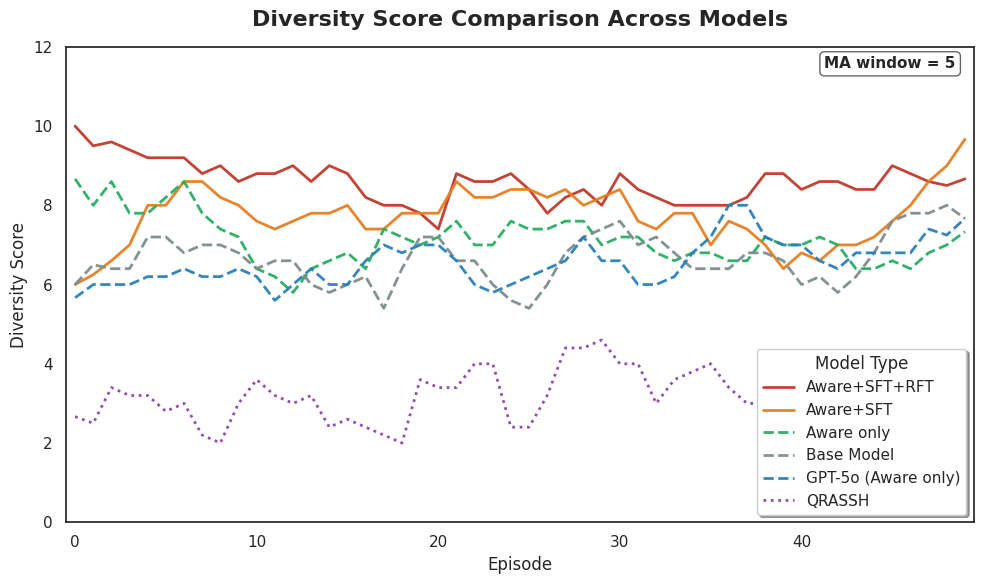 Diversity Score Comparison Across Models
MA window = 5
Diversity Score
12
10
8
6
4
2
0
0
10
20
30
40
Episode
Model Type
Aware+SFT+RFT
Aware+SFT
Aware only
Base Model
GPT-5o (Aware only)
QRASSH